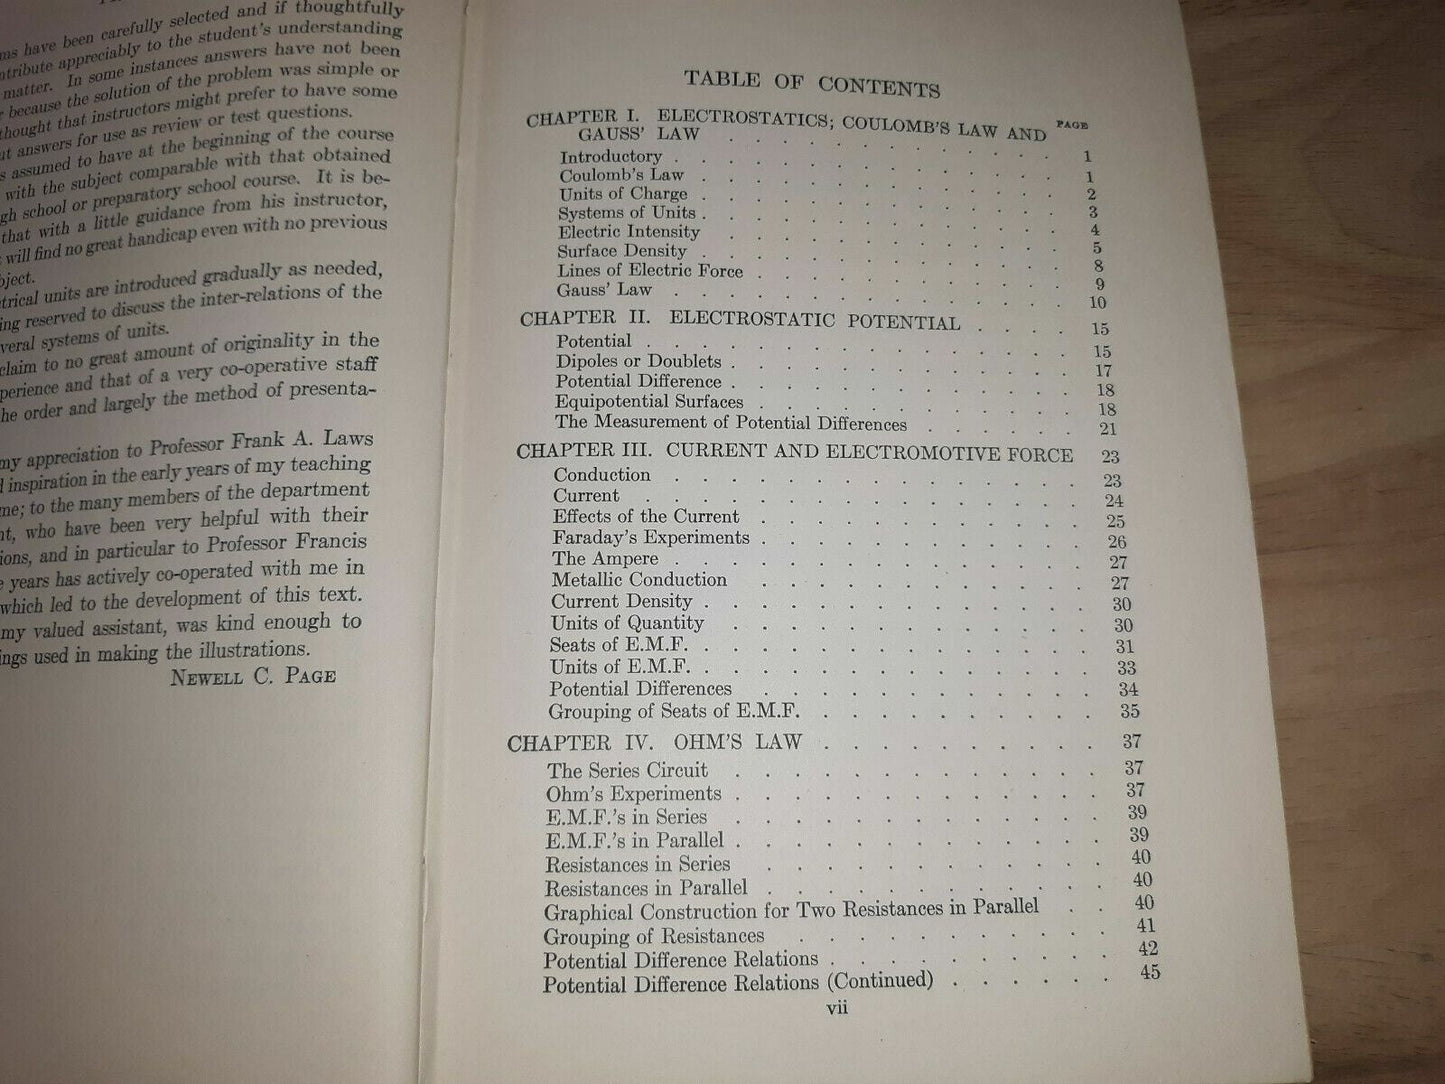 ms have been carefully selected and if thoughtfully
ntribute appreciably to the student's understanding
matter. In some instances answers have not been
because the solution of the problem was simple or
thought that instructors might prefer to have some
ut answers for use as review or test questions.
s assumed to have at the beginning of the course
with the subject comparable with that obtained
gh school or preparatory school course. It is be-
that with a little guidance from his instructor,
will find no great handicap even with no previous
bject.
trical units are introduced gradually as needed,
ing reserved to discuss the inter-relations of the
veral systems of units.
claim to no great amount of originality in the
perience and that of a very co-operative staff
he order and largely the method of presenta-
my appreciation to Professor Frank A. Laws
l inspiration in the early years of my teaching
me; to the many members of the department
nt, who have been very helpful with their
ions, and in particular to Professor Francis
e years has actively co-operated with me in
which led to the development of this text.
my valued assistant, was kind enough to
ings used in making the illustrations.
NEWELL C. PAGE
TABLE OF CONTENTS
PAGE
CHAPTER I. ELECTROSTATICS; COULOMB'S LAW AND
GAUSS' LAW . . . . . . . . . . . . 1
Introductory . . . . . . . . . . . . . . 1
Coulomb's Law . . . . . . . . . . . . . 2
Units of Charge . . . . . . . . . . . . . 3
Systems of Units . . . . . . . . . . . . . 4
Electric Intensity . . . . . . . . . . . . 5
Surface Density . . . . . . . . . . . . . 8
Lines of Electric Force . . . . . . . . . . . 9
Gauss' Law . . . . . . . . . . . . . . 10
CHAPTER II. ELECTROSTATIC POTENTIAL . . . . 15
Potential . . . . . . . . . . . . . . . 15
Dipoles or Doublets . . . . . . . . . . . . 17
Potential Difference . . . . . . . . . . . . 18
Equipotential Surfaces . . . . . . . . . . . 18
The Measurement of Potential Differences . . . . . 21
CHAPTER III. CURRENT AND ELECTROMOTIVE FORCE 23
Conduction . . . . . . . . . . . . . . 23
Current . . . . . . . . . . . . . . . 24
Effects of the Current . . . . . . . . . . . 25
Faraday's Experiments . . . . . . . . . . . 26
The Ampere . . . . . . . . . . . . . . 27
Metallic Conduction . . . . . . . . . . . 27
Current Density . . . . . . . . . . . . . 30
Units of Quantity . . . . . . . . . . . . 30
Seats of E.M.F. . . . . . . . . . . . . . 31
Units of E.M.F. . . . . . . . . . . . . . 33
Potential Differences . . . . . . . . . . . 34
Grouping of Seats of E.M.F. . . . . . . . . . 35
CHAPTER IV. OHM'S LAW . . . . . . . . . . 37
The Series Circuit . . . . . . . . . . . . 37
Ohm's Experiments . . . . . . . . . . . . 37
E.M.F.'s in Series . . . . . . . . . . . . 39
E.M.F.'s in Parallel . . . . . . . . . . . . 39
Resistances in Series . . . . . . . . . . . 40
Resistances in Parallel . . . . . . . . . . . 40
Graphical Construction for Two Resistances in Parallel . . 40
Grouping of Resistances . . . . . . . . . . 41
Potential Difference Relations . . . . . . . . . 42
Potential Difference Relations (Continued) . . . . . . 45
vii